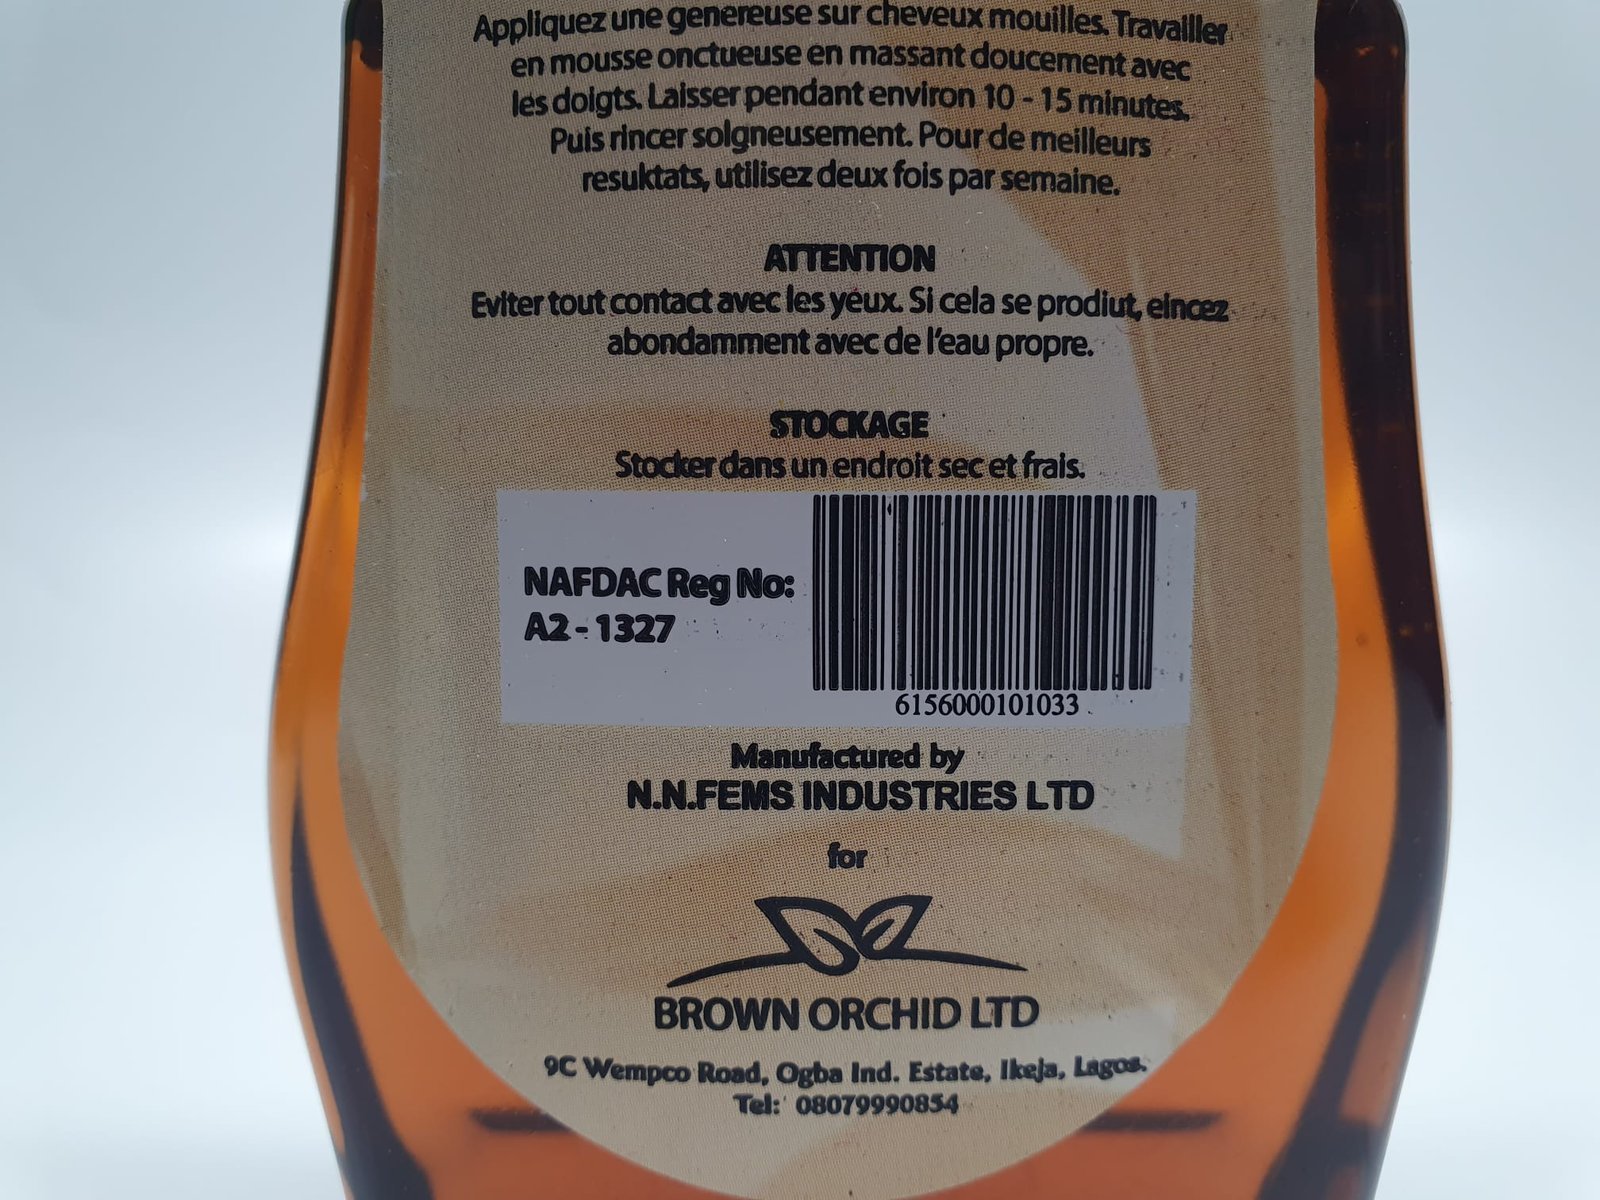 Appliquez une genereuse sur cheveux mouilles. Travailler
en mousse onctueuse en massant doucement avec
les doigts. Laisser pendant environ 10 - 15 minutes.
Puis rincer solgneusement. Pour de meilleurs
resuktats, utilisez deux fois par semaine.
ATTENTION
Eviter tout contact avec les yeux. Si cela se prodiut, eincez
abondamment avec de l'eau propre.
STOCKAGE
Stocker dans un endroit sec et frais.
NAFDAC Reg No:
A2 - 1327
6156000101033
Manufactured by
N.N.FEMS INDUSTRIES LTD
for
BROWN ORCHID LTD
9C Wempco Road, Ogba Ind. Estate, Ikeja, Lagos.
Tel: 08079990854